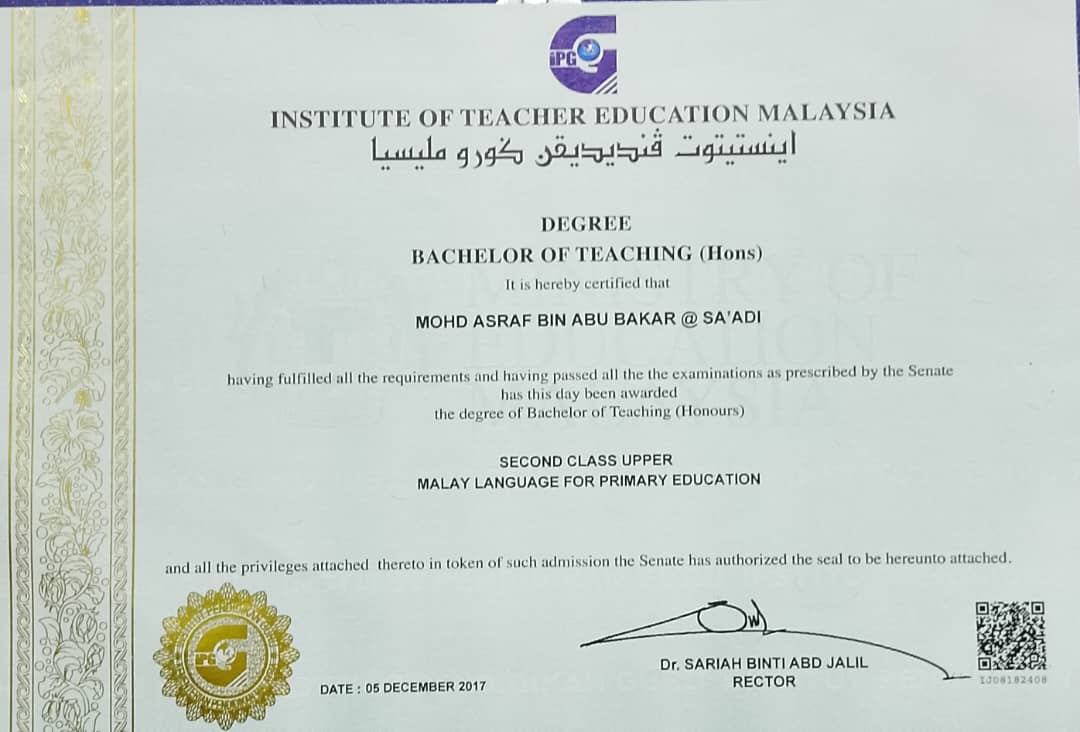 iPG
INSTITUTE OF TEACHER EDUCATION MALAYSIA
اينستيتوت ڤنديديقن ݢورو مليسيا
DEGREE
BACHELOR OF TEACHING (Hons)
It is hereby certified that
MOHD ASRAF BIN ABU BAKAR @ SA'ADI
having fulfilled all the requirements and having passed all the the examinations as prescribed by the Senate
has this day been awarded
the degree of Bachelor of Teaching (Honours)
SECOND CLASS UPPER
MALAY LANGUAGE FOR PRIMARY EDUCATION
and all the privileges attached thereto in token of such admission the Senate has authorized the seal to be hereunto attached.
MINISTRY OF
EDUCATION
MALAYSIA
iPG
DATE : 05 DECEMBER 2017
Dr. SARIAH BINTI ABD JALIL
RECTOR
IJ08182408